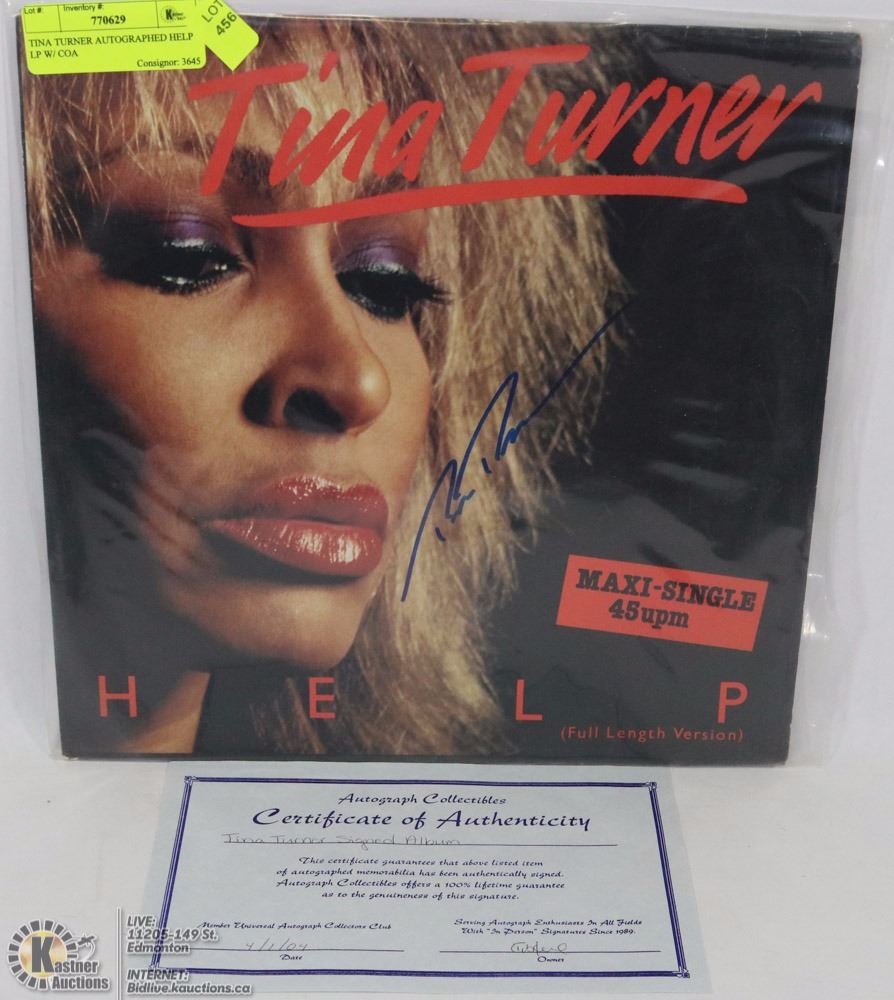 Lot #: Inventory #:
770629
LOT
456
TINA TURNER AUTOGRAPHED HELP
LP W/ COA
Consignor: 3645
Tina Turner
MAXI-SINGLE
45upm
HELP
(Full Length Version)
Autograph Collectibles
Certificate of Authenticity
Tina Turner Signed Album
This certificate guarantees that above listed item
of autographed memorabilia has been authentically signed.
Autograph Collectibles offers a 100% lifetime guarantee
as to the genuineness of this signature.
Member Universal Autograph Collectors Club
Serving Autograph Enthusiasts In All Fields
With "In Person" Signatures Since 1989.
4/1/04
Date
Owner
Kastner
Auctions
LIVE:
11205-149 St.
Edmonton
INTERNET:
Bidlive.kauctions.ca